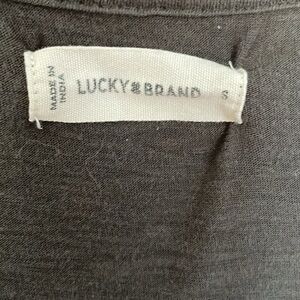 MADE IN
INDIA
LUCKY BRAND
S